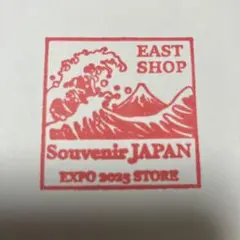 EAST
SHOP
Souvenir JAPAN
EXPO 2025 STORE